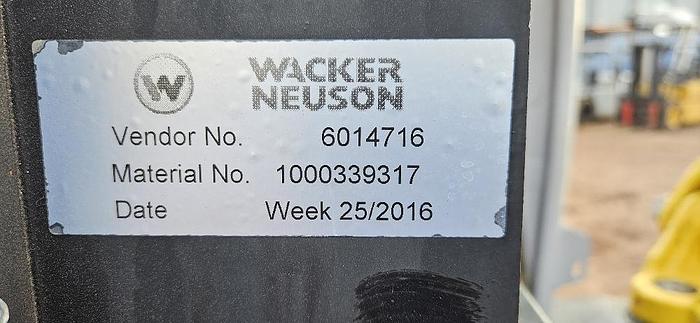 W
WACKER
NEUSON
Vendor No. 6014716
Material No. 1000339317
Date Week 25/2016